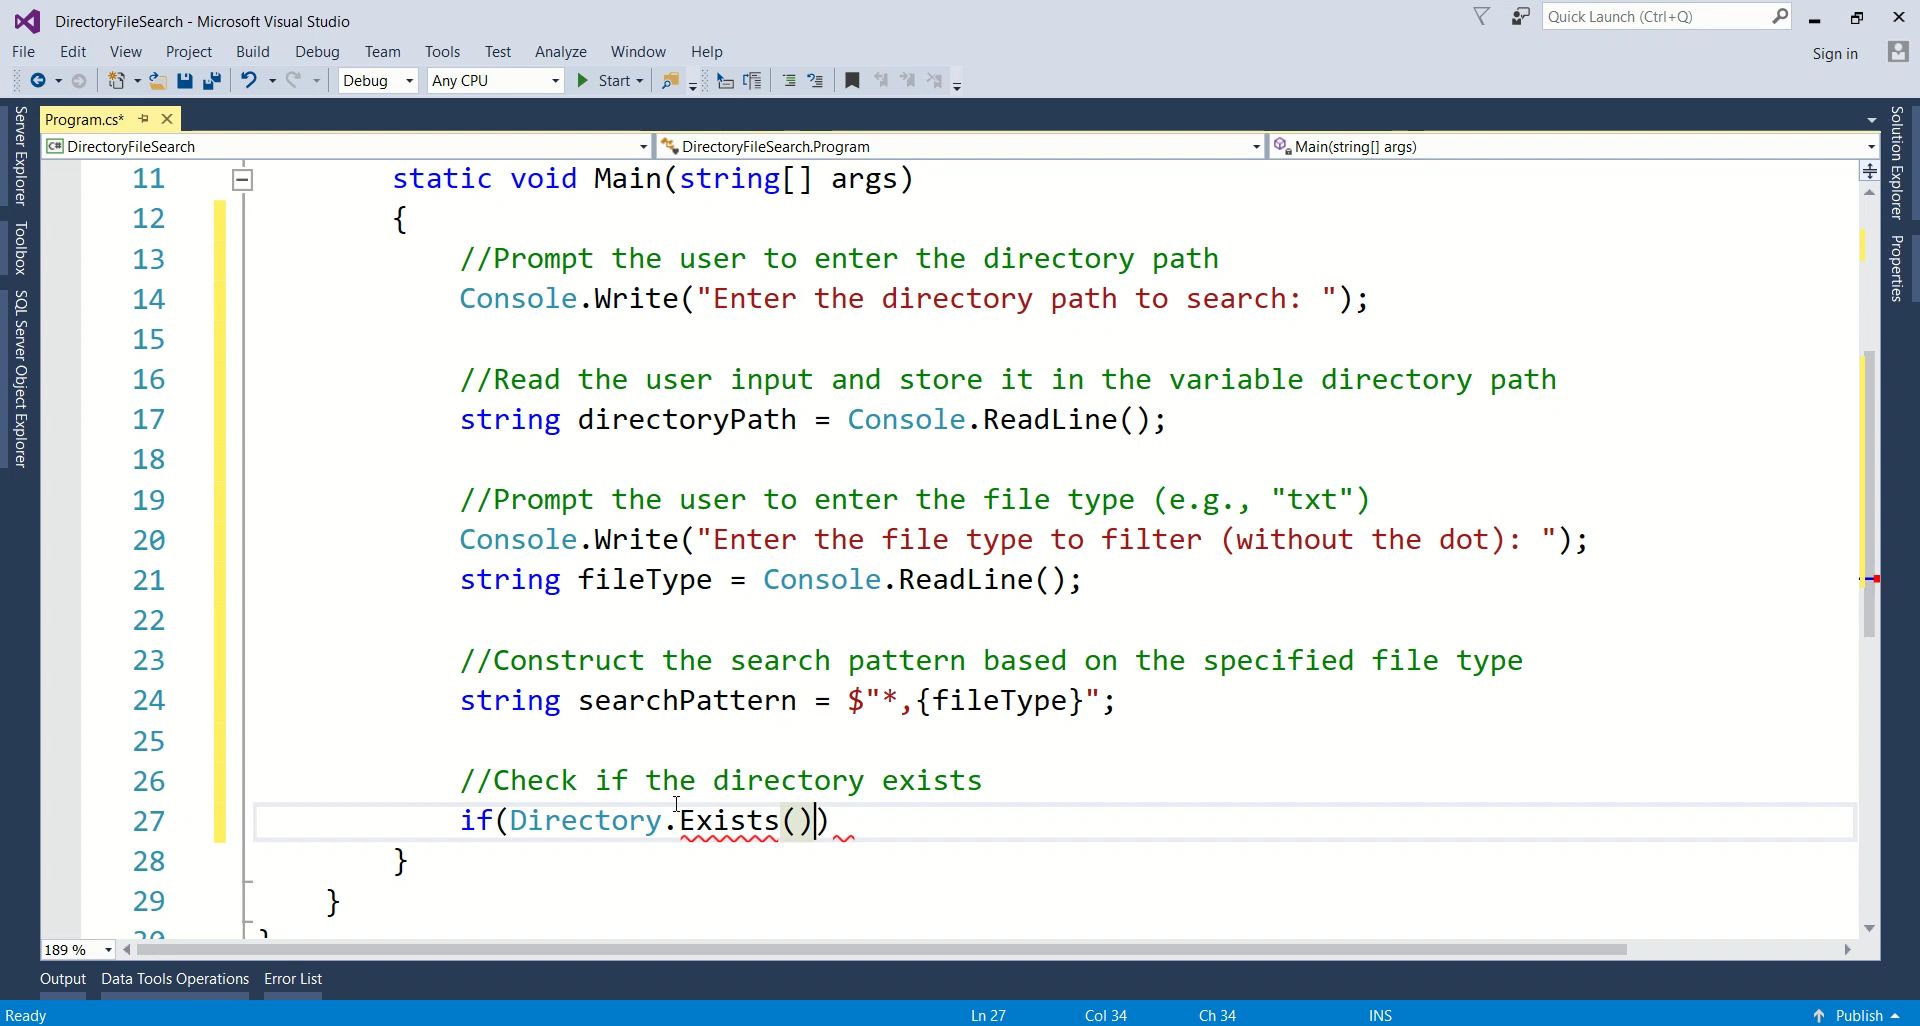 DirectoryFileSearch - Microsoft Visual Studio
Quick Launch (Ctrl+Q)
File Edit View Project Build Debug Team Tools Test Analyze Window Help
Sign in
Debug Any CPU Start
Program.cs*
DirectoryFileSearch DirectoryFileSearch.Program Main(string[] args)
Server Explorer
Toolbox
SQL Server Object Explorer
Solution Explorer
Properties
11 static void Main(string[] args)
12 {
13 //Prompt the user to enter the directory path
14 Console.Write("Enter the directory path to search: ");
15
16 //Read the user input and store it in the variable directory path
17 string directoryPath = Console.ReadLine();
18
19 //Prompt the user to enter the file type (e.g., "txt")
20 Console.Write("Enter the file type to filter (without the dot): ");
21 string fileType = Console.ReadLine();
22
23 //Construct the search pattern based on the specified file type
24 string searchPattern = $"*,{fileType}";
25
26 //Check if the directory exists
27 if(Directory.Exists())
28 }
29 }
30 }
189 %
Output Data Tools Operations Error List
Ready Ln 27 Col 34 Ch 34 INS Publish